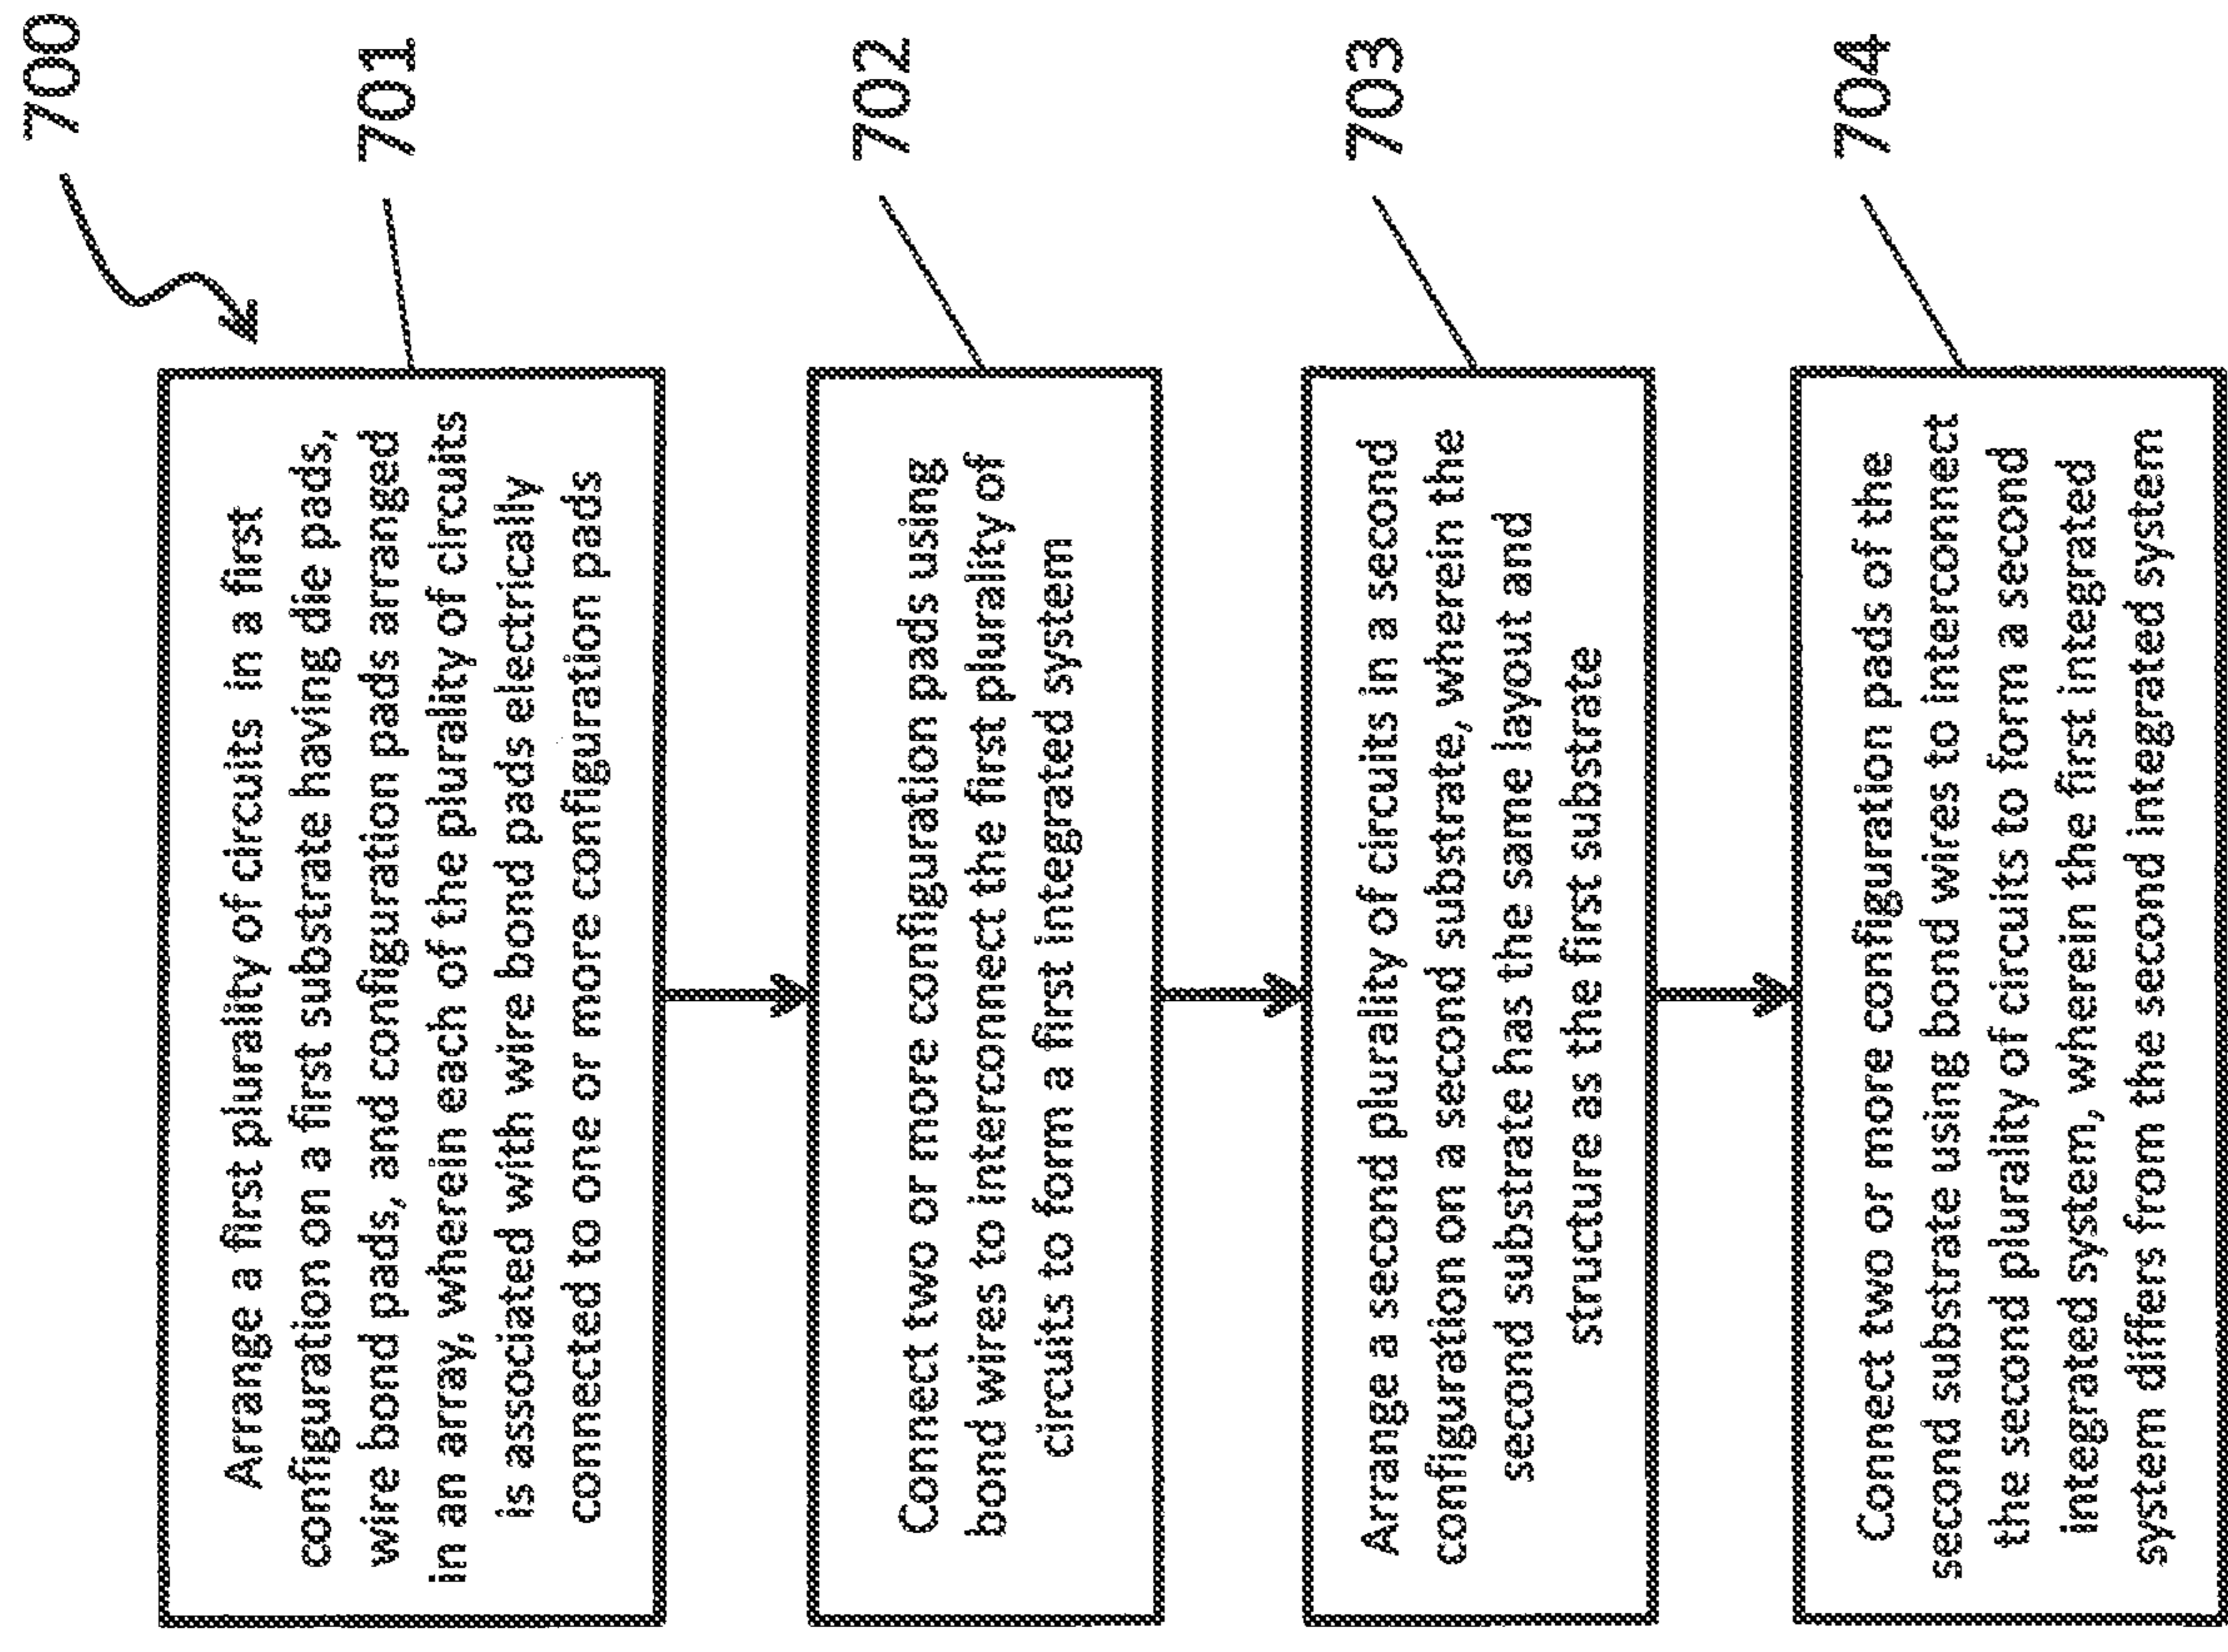 700
701
Arrange a first plurality of circuits in a first
configuration on a first substrate having die pads,
wire bond pads, and configuration pads arranged
in an array, wherein each of the plurality of circuits
is associated with wire bond pads electrically
connected to one or more configuration pads
702
Connect two or more configuration pads using
bond wires to interconnect the first plurality of
circuits to form a first integrated system
703
Arrange a second plurality of circuits in a second
configuration on a second substrate, wherein the
second substrate has the same layout and
structure as the first substrate
704
Connect two or more configuration pads of the
second substrate using bond wires to interconnect
the second plurality of circuits to form a second
integrated system, wherein the first integrated
system differs from the second integrated system